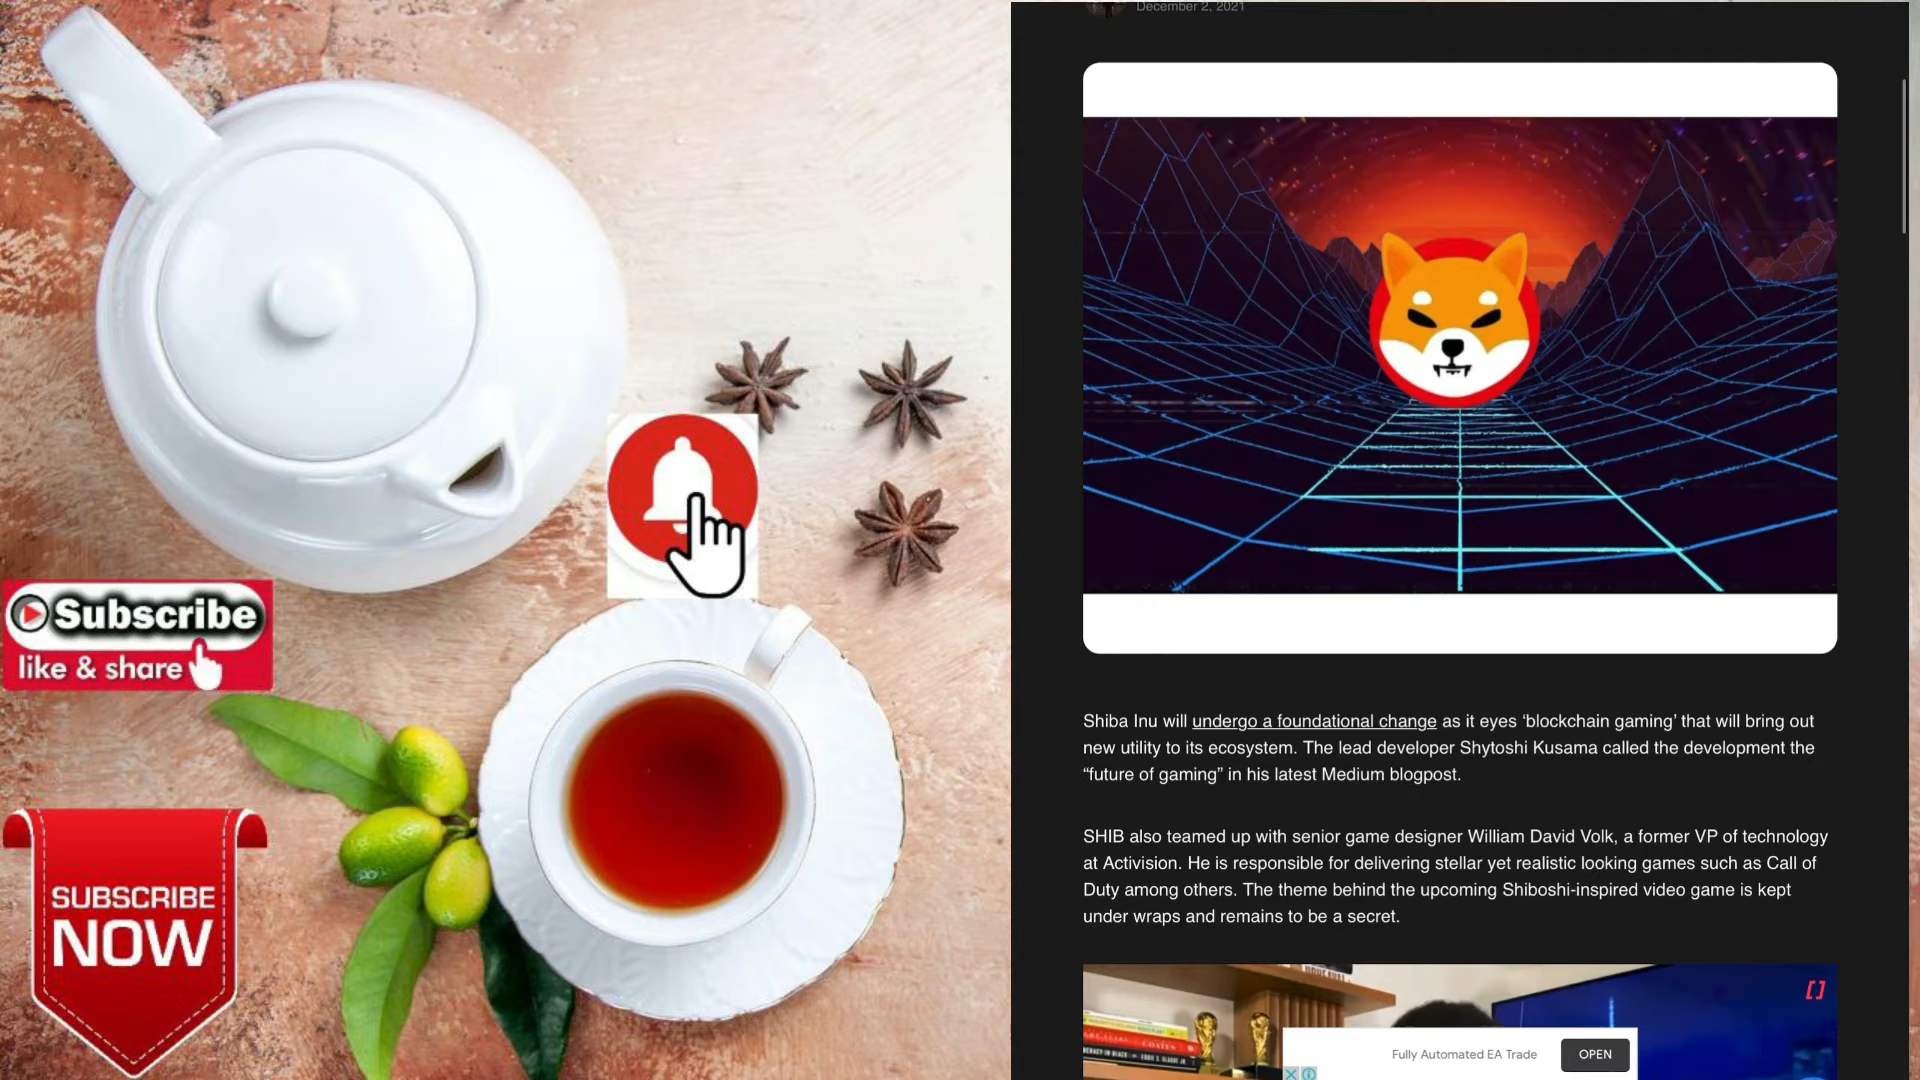 December 2, 2021
Subscribe
like & share
SUBSCRIBE
NOW
Shiba Inu will undergo a foundational change as it eyes ‘blockchain gaming’ that will bring out
new utility to its ecosystem. The lead developer Shytoshi Kusama called the development the
“future of gaming” in his latest Medium blogpost.
SHIB also teamed up with senior game designer William David Volk, a former VP of technology
at Activision. He is responsible for delivering stellar yet realistic looking games such as Call of
Duty among others. The theme behind the upcoming Shiboshi-inspired video game is kept
under wraps and remains to be a secret.
COATES
EDDIE S. GLAUDE JR.
Fully Automated EA Trade
OPEN